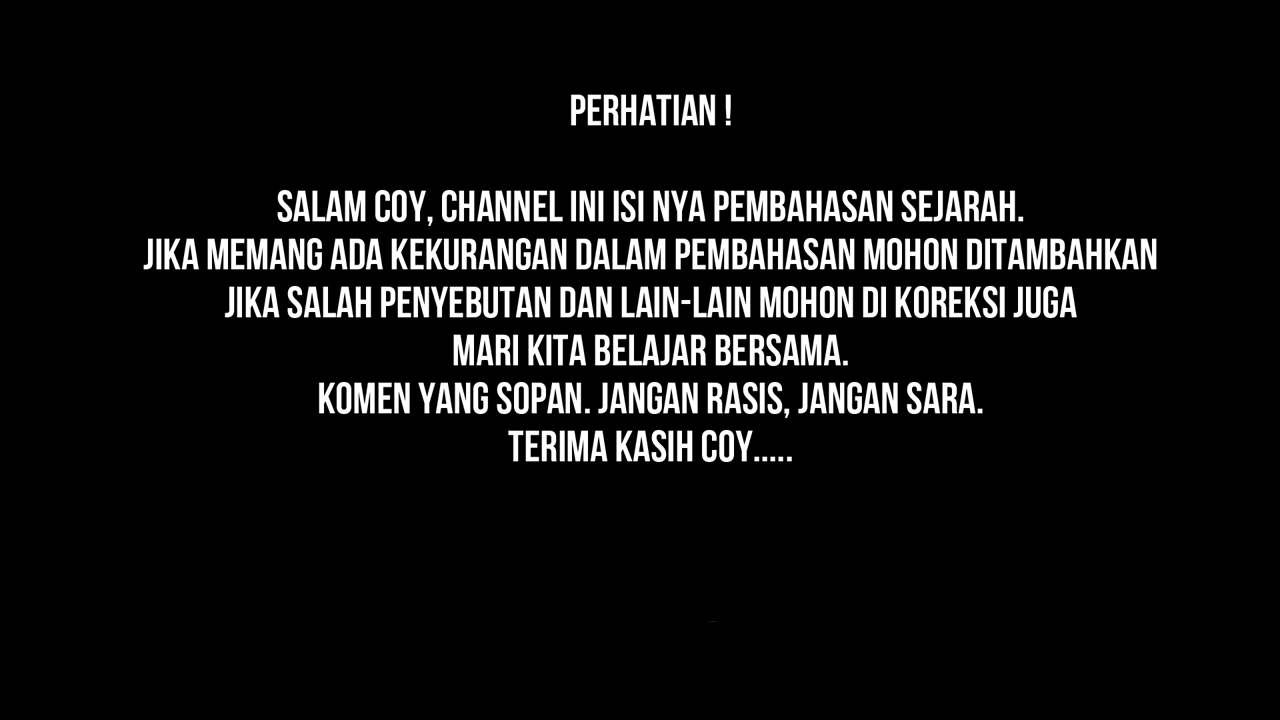 PERHATIAN !
SALAM COY, CHANNEL INI ISI NYA PEMBAHASAN SEJARAH.
JIKA MEMANG ADA KEKURANGAN DALAM PEMBAHASAN MOHON DITAMBAHKAN
JIKA SALAH PENYEBUTAN DAN LAIN-LAIN MOHON DI KOREKSI JUGA
MARI KITA BELAJAR BERSAMA.
KOMEN YANG SOPAN. JANGAN RASIS, JANGAN SARA.
TERIMA KASIH COY.....